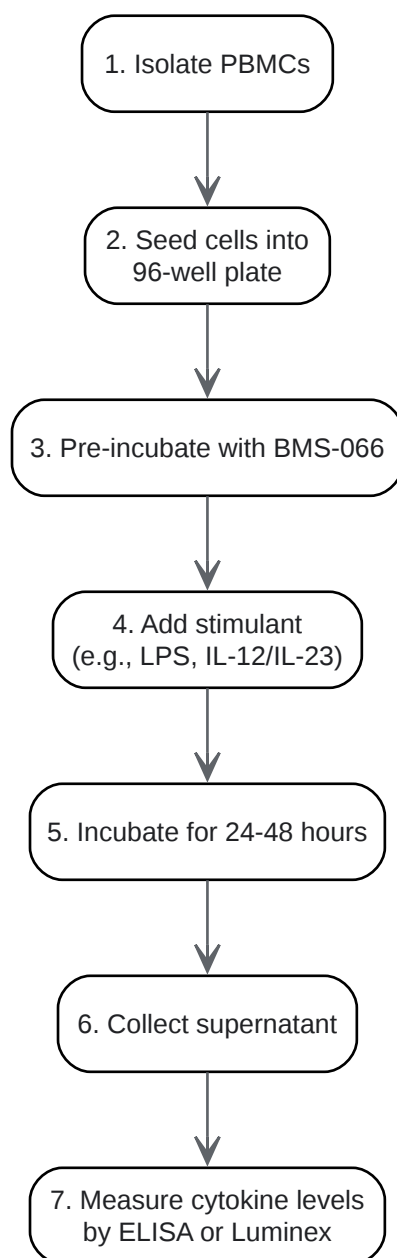 1. Isolate PBMCs
2. Seed cells into
96-well plate
3. Pre-incubate with BMS-066
4. Add stimulant
(e.g., LPS, IL-12/IL-23)
5. Incubate for 24-48 hours
6. Collect supernatant
7. Measure cytokine levels
by ELISA or Luminex